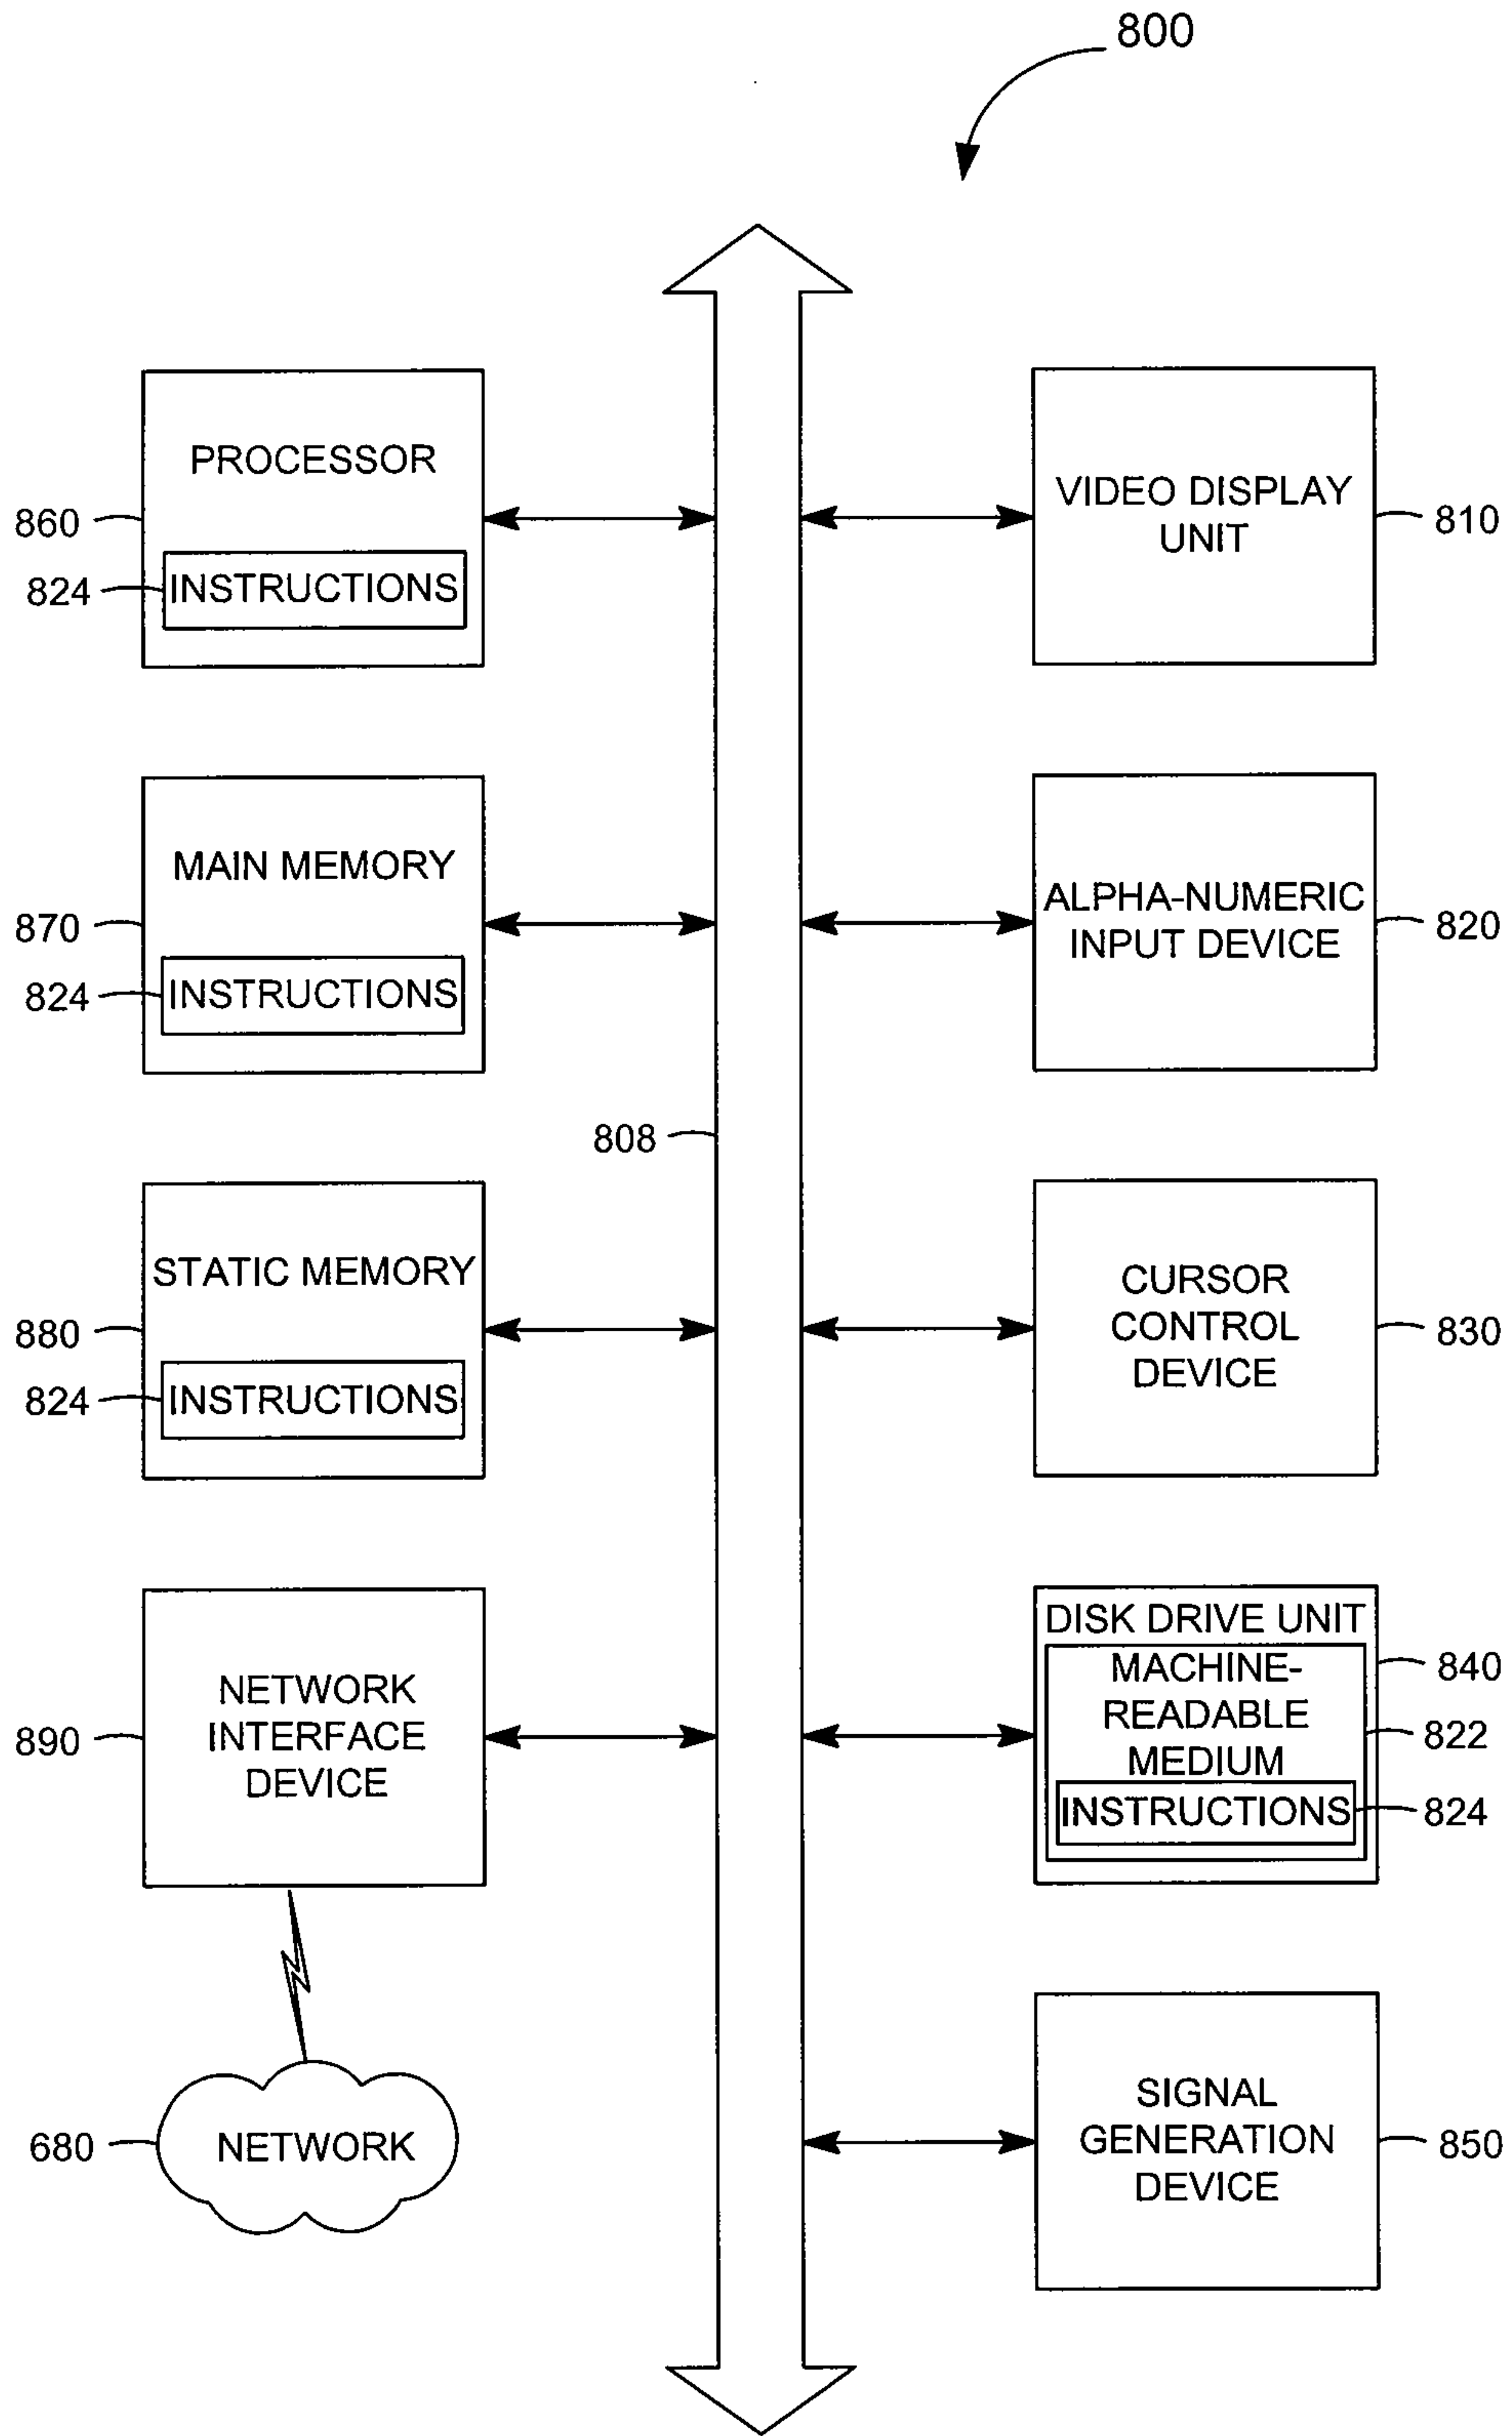 800
PROCESSOR
860
824
INSTRUCTIONS
VIDEO DISPLAY
UNIT
810
MAIN MEMORY
870
824
INSTRUCTIONS
ALPHA-NUMERIC
INPUT DEVICE
820
808
STATIC MEMORY
880
824
INSTRUCTIONS
CURSOR
CONTROL
DEVICE
830
NETWORK
INTERFACE
DEVICE
890
DISK DRIVE UNIT
840
MACHINE-
READABLE
MEDIUM
822
INSTRUCTIONS
824
680
NETWORK
SIGNAL
GENERATION
DEVICE
850